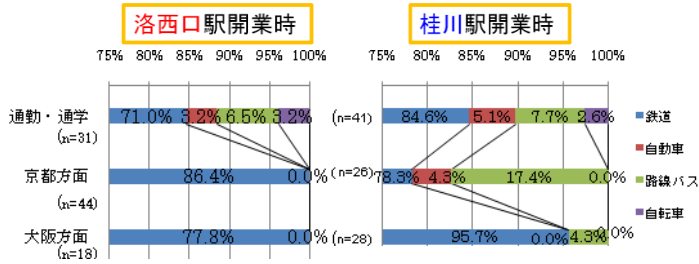 洛西口駅開業時
桂川駅開業時
75% 80% 85% 90% 95% 100%
75% 80% 85% 90% 95% 100%
通勤・通学
(n=31)
71.0% 3.2% 6.5% 3.2%
(n=41)
84.6% 5.1% 7.7% 2.6%
京都方面
(n=44)
86.4% 0.0%
(n=26)
78.3% 4.3% 17.4% 0.0%
大阪方面
(n=18)
77.8% 0.0%
(n=28)
95.7% 0.0% 4.3% 0.0%
鉄道
自動車
路線バス
自転車